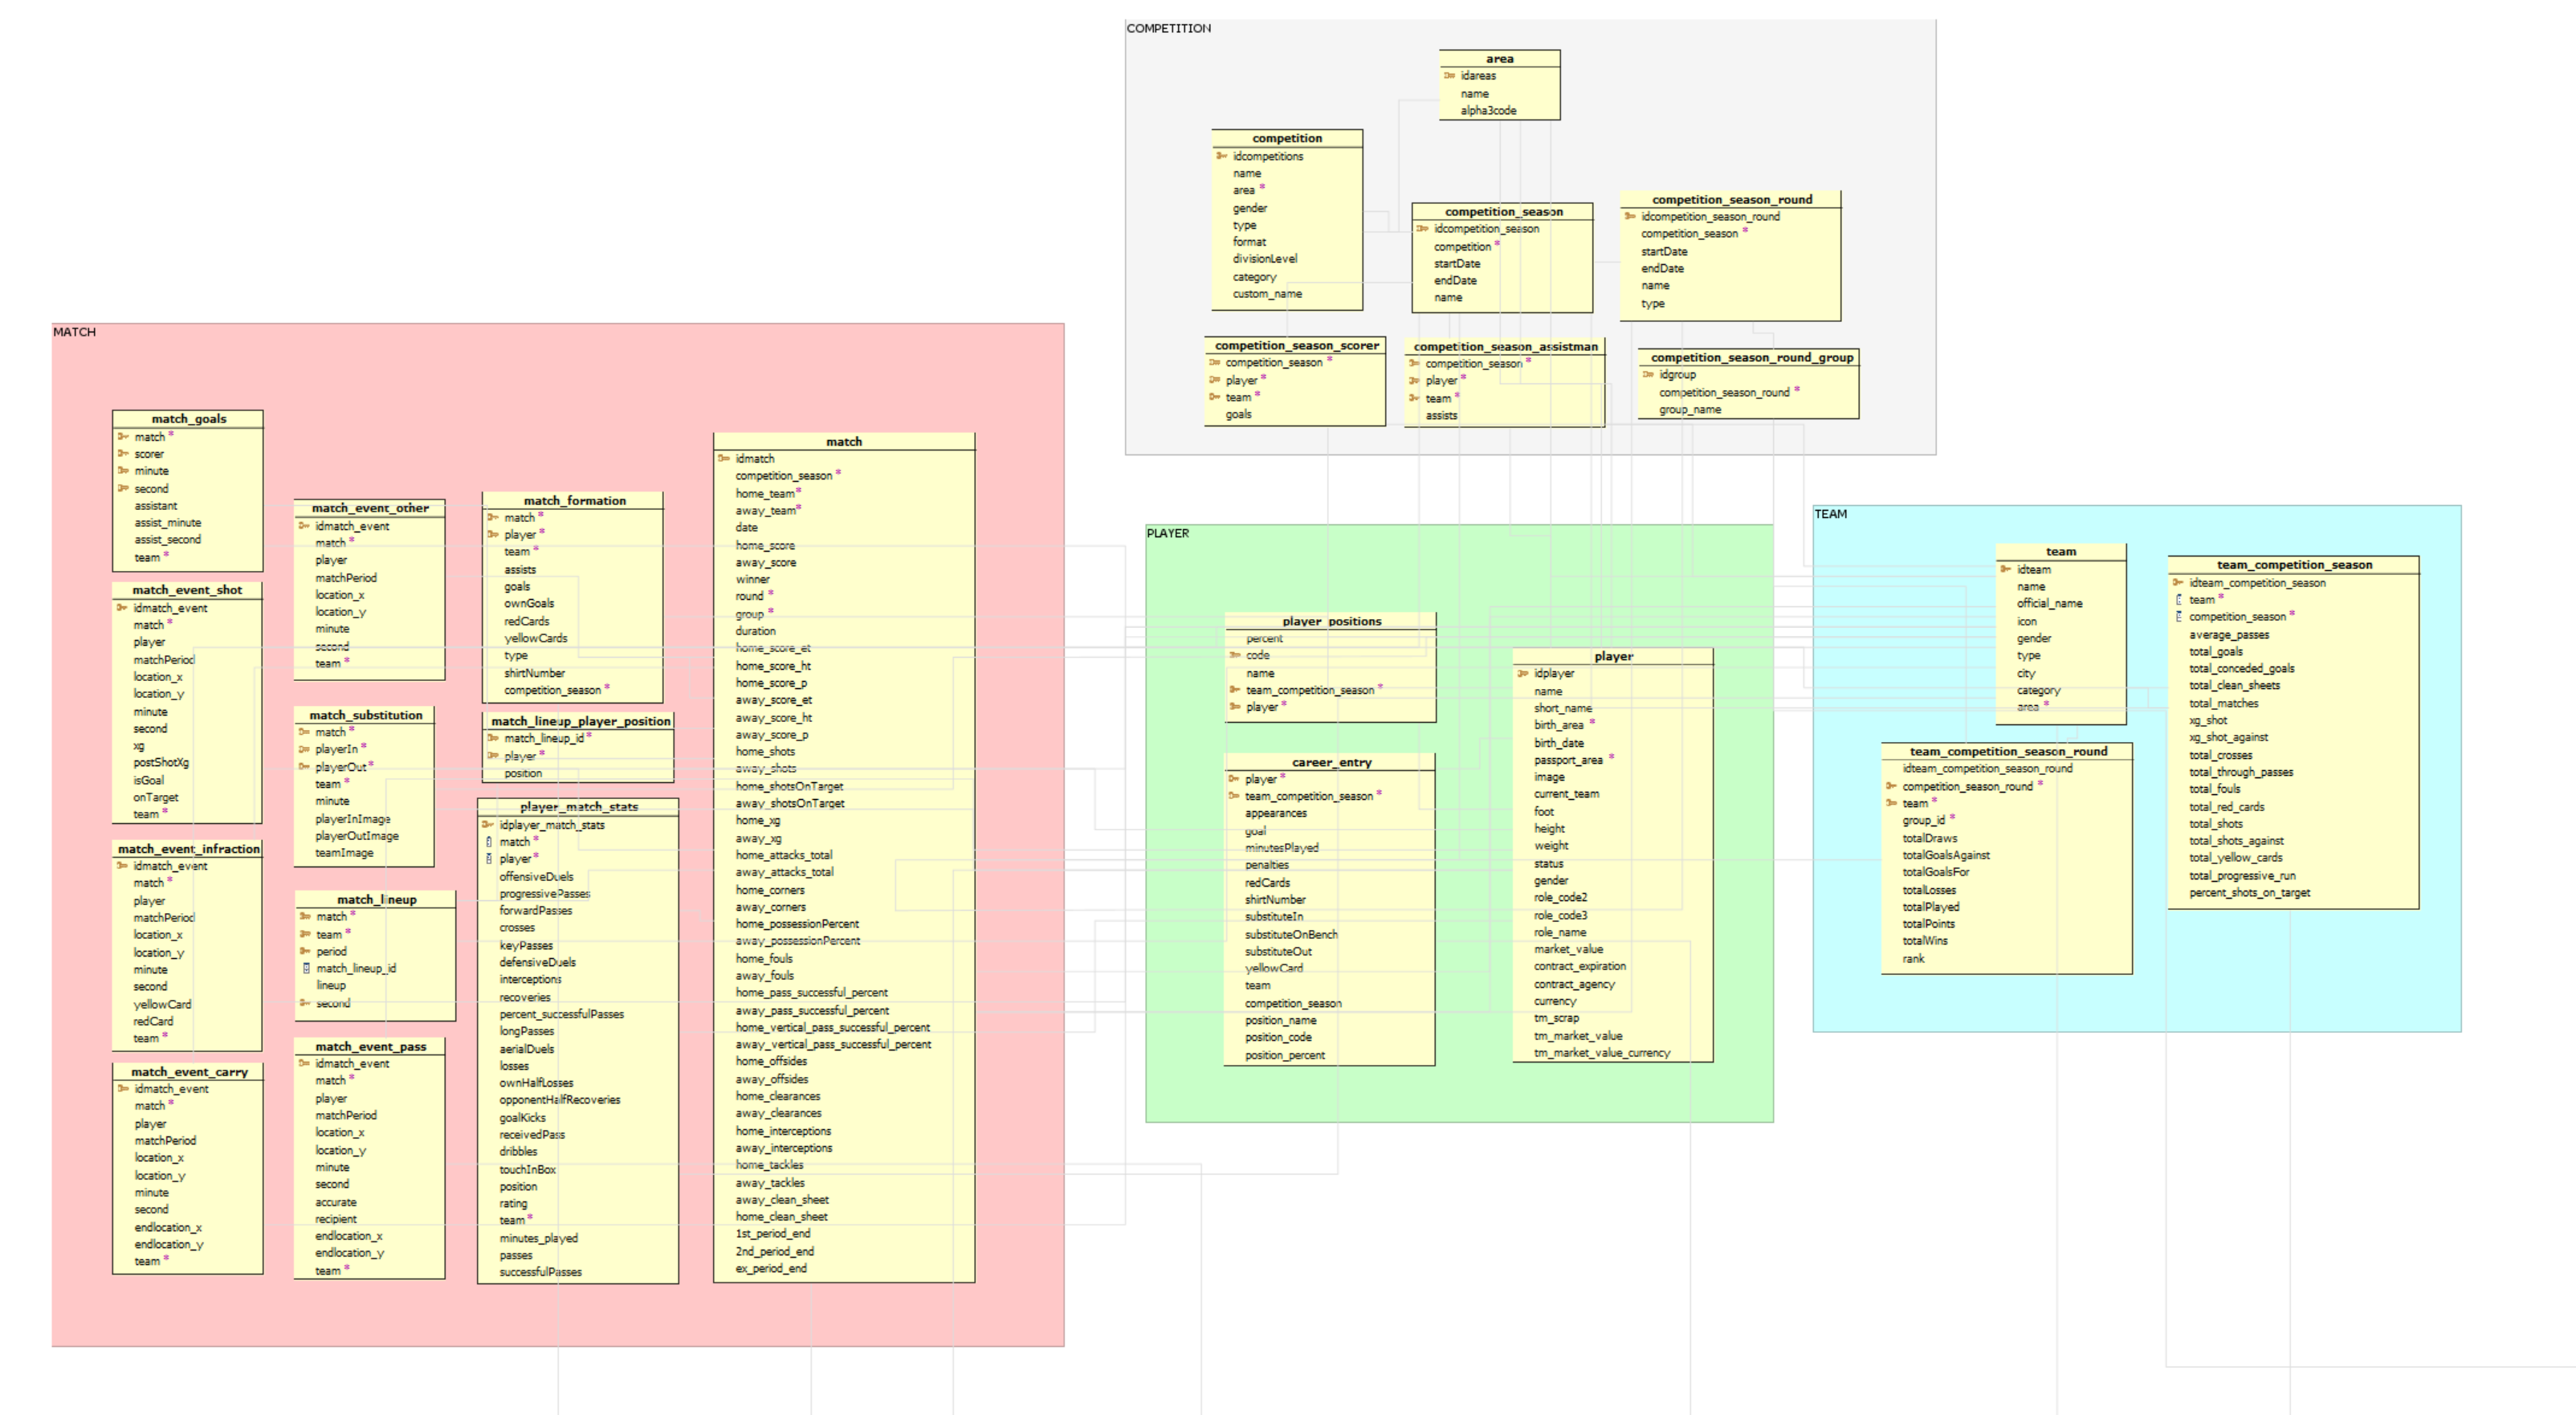 COMPETITION
area
idareas
name
alpha3code
competition
idcompetitions
name
area *
gender
type
format
divisionLevel
category
custom_name
competition_season
idcompetition_season
competition *
startDate
endDate
name
competition_season_round
idcompetition_season_round
competition_season *
startDate
endDate
name
type
competition_season_scorer
competition_season *
player *
team *
goals
competition_season_assistman
competition_season *
player *
team *
assists
competition_season_round_group
idgroup
competition_season_round *
group_name
MATCH
match_goals
match *
scorer
minute
second
assistant
assist_minute
assist_second
team *
match_event_shot
idmatch_event
match *
player
matchPeriod
location_x
location_y
minute
second
xg
postShotXg
isGoal
onTarget
team *
match_event_infraction
idmatch_event
match *
player
matchPeriod
location_x
location_y
minute
second
yellowCard
redCard
team *
match_event_carry
idmatch_event
match *
player
matchPeriod
location_x
location_y
minute
second
endlocation_x
endlocation_y
team *
match_event_other
idmatch_event
match *
player
matchPeriod
location_x
location_y
minute
second
team *
match_substitution
match *
playerIn *
playerOut *
team *
minute
playerInImage
playerOutImage
teamImage
match_lineup
match *
team *
period
match_lineup_id
lineup
second
match_event_pass
idmatch_event
match *
player
matchPeriod
location_x
location_y
minute
second
accurate
recipient
endlocation_x
endlocation_y
team *
match_formation
match *
player *
team *
assists
goals
ownGoals
redCards
yellowCards
type
shirtNumber
competition_season *
match_lineup_player_position
match_lineup_id *
player *
position
player_match_stats
idplayer_match_stats
match *
player *
offensiveDuels
progressivePasses
forwardPasses
crosses
keyPasses
defensiveDuels
interceptions
recoveries
percent_successfulPasses
longPasses
aerialDuels
losses
ownHalfLosses
opponentHalfRecoveries
goalKicks
receivedPass
dribbles
touchInBox
position
rating
team *
minutes_played
passes
successfulPasses
match
idmatch
competition_season *
home_team *
away_team *
date
home_score
away_score
winner
round *
group *
duration
home_score_et
home_score_ht
home_score_p
away_score_et
away_score_ht
away_score_p
home_shots
away_shots
home_shotsOnTarget
away_shotsOnTarget
home_xg
away_xg
home_attacks_total
away_attacks_total
home_corners
away_corners
home_possessionPercent
away_possessionPercent
home_fouls
away_fouls
home_pass_successful_percent
away_pass_successful_percent
home_vertical_pass_successful_percent
away_vertical_pass_successful_percent
home_offsides
away_offsides
home_clearances
away_clearances
home_interceptions
away_interceptions
home_tackles
away_tackles
away_clean_sheet
home_clean_sheet
1st_period_end
2nd_period_end
ex_period_end
PLAYER
player_positions
percent
code
name
team_competition_season *
player *
career_entry
player *
team_competition_season *
appearances
goal
minutesPlayed
penalties
redCards
shirtNumber
substituteIn
substituteOnBench
substituteOut
yellowCard
team
competition_season
position_name
position_code
position_percent
player
idplayer
name
short_name
birth_area *
birth_date
passport_area *
image
current_team
foot
height
weight
status
gender
role_code2
role_code3
role_name
market_value
contract_expiration
contract_agency
currency
tm_scrap
tm_market_value
tm_market_value_currency
TEAM
team
idteam
name
official_name
icon
gender
type
city
category
area *
team_competition_season_round
idteam_competition_season_round
competition_season_round *
team *
group_id *
totalDraws
totalGoalsAgainst
totalGoalsFor
totalLosses
totalPlayed
totalPoints
totalWins
rank
team_competition_season
idteam_competition_season
team *
competition_season *
average_passes
total_goals
total_conceded_goals
total_clean_sheets
total_matches
xg_shot
xg_shot_against
total_crosses
total_through_passes
total_fouls
total_red_cards
total_shots
total_shots_against
total_yellow_cards
total_progressive_run
percent_shots_on_target